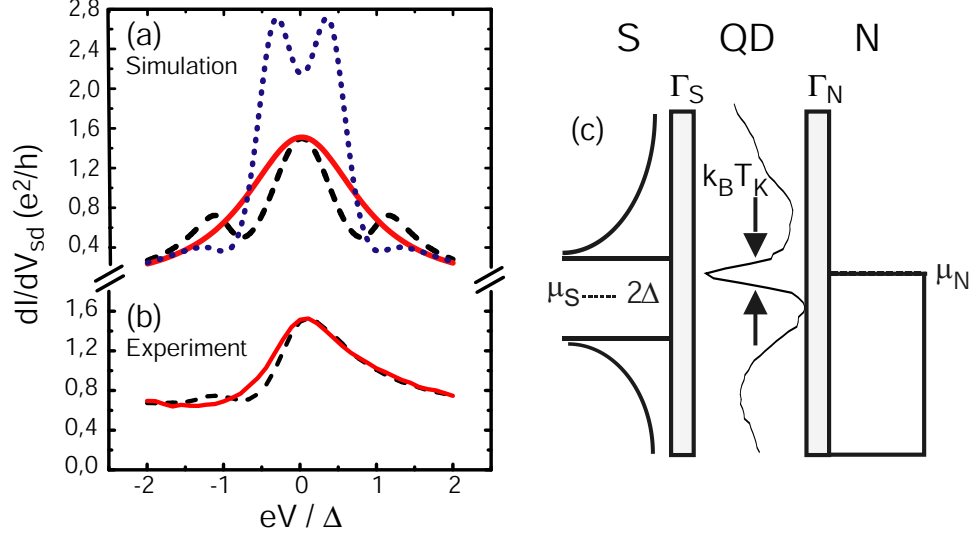 (a)
Simulation
2,8
2,4
2,0
1,6
1,2
0,8
0,4
dI/dV_sd (e²/h)
(b)
Experiment
1,6
1,2
0,8
0,4
0,0
-2 -1 0 1 2
eV / Δ
S QD N
Γ_S Γ_N
(c)
k_B T_K
μ_S 2Δ
μ_N